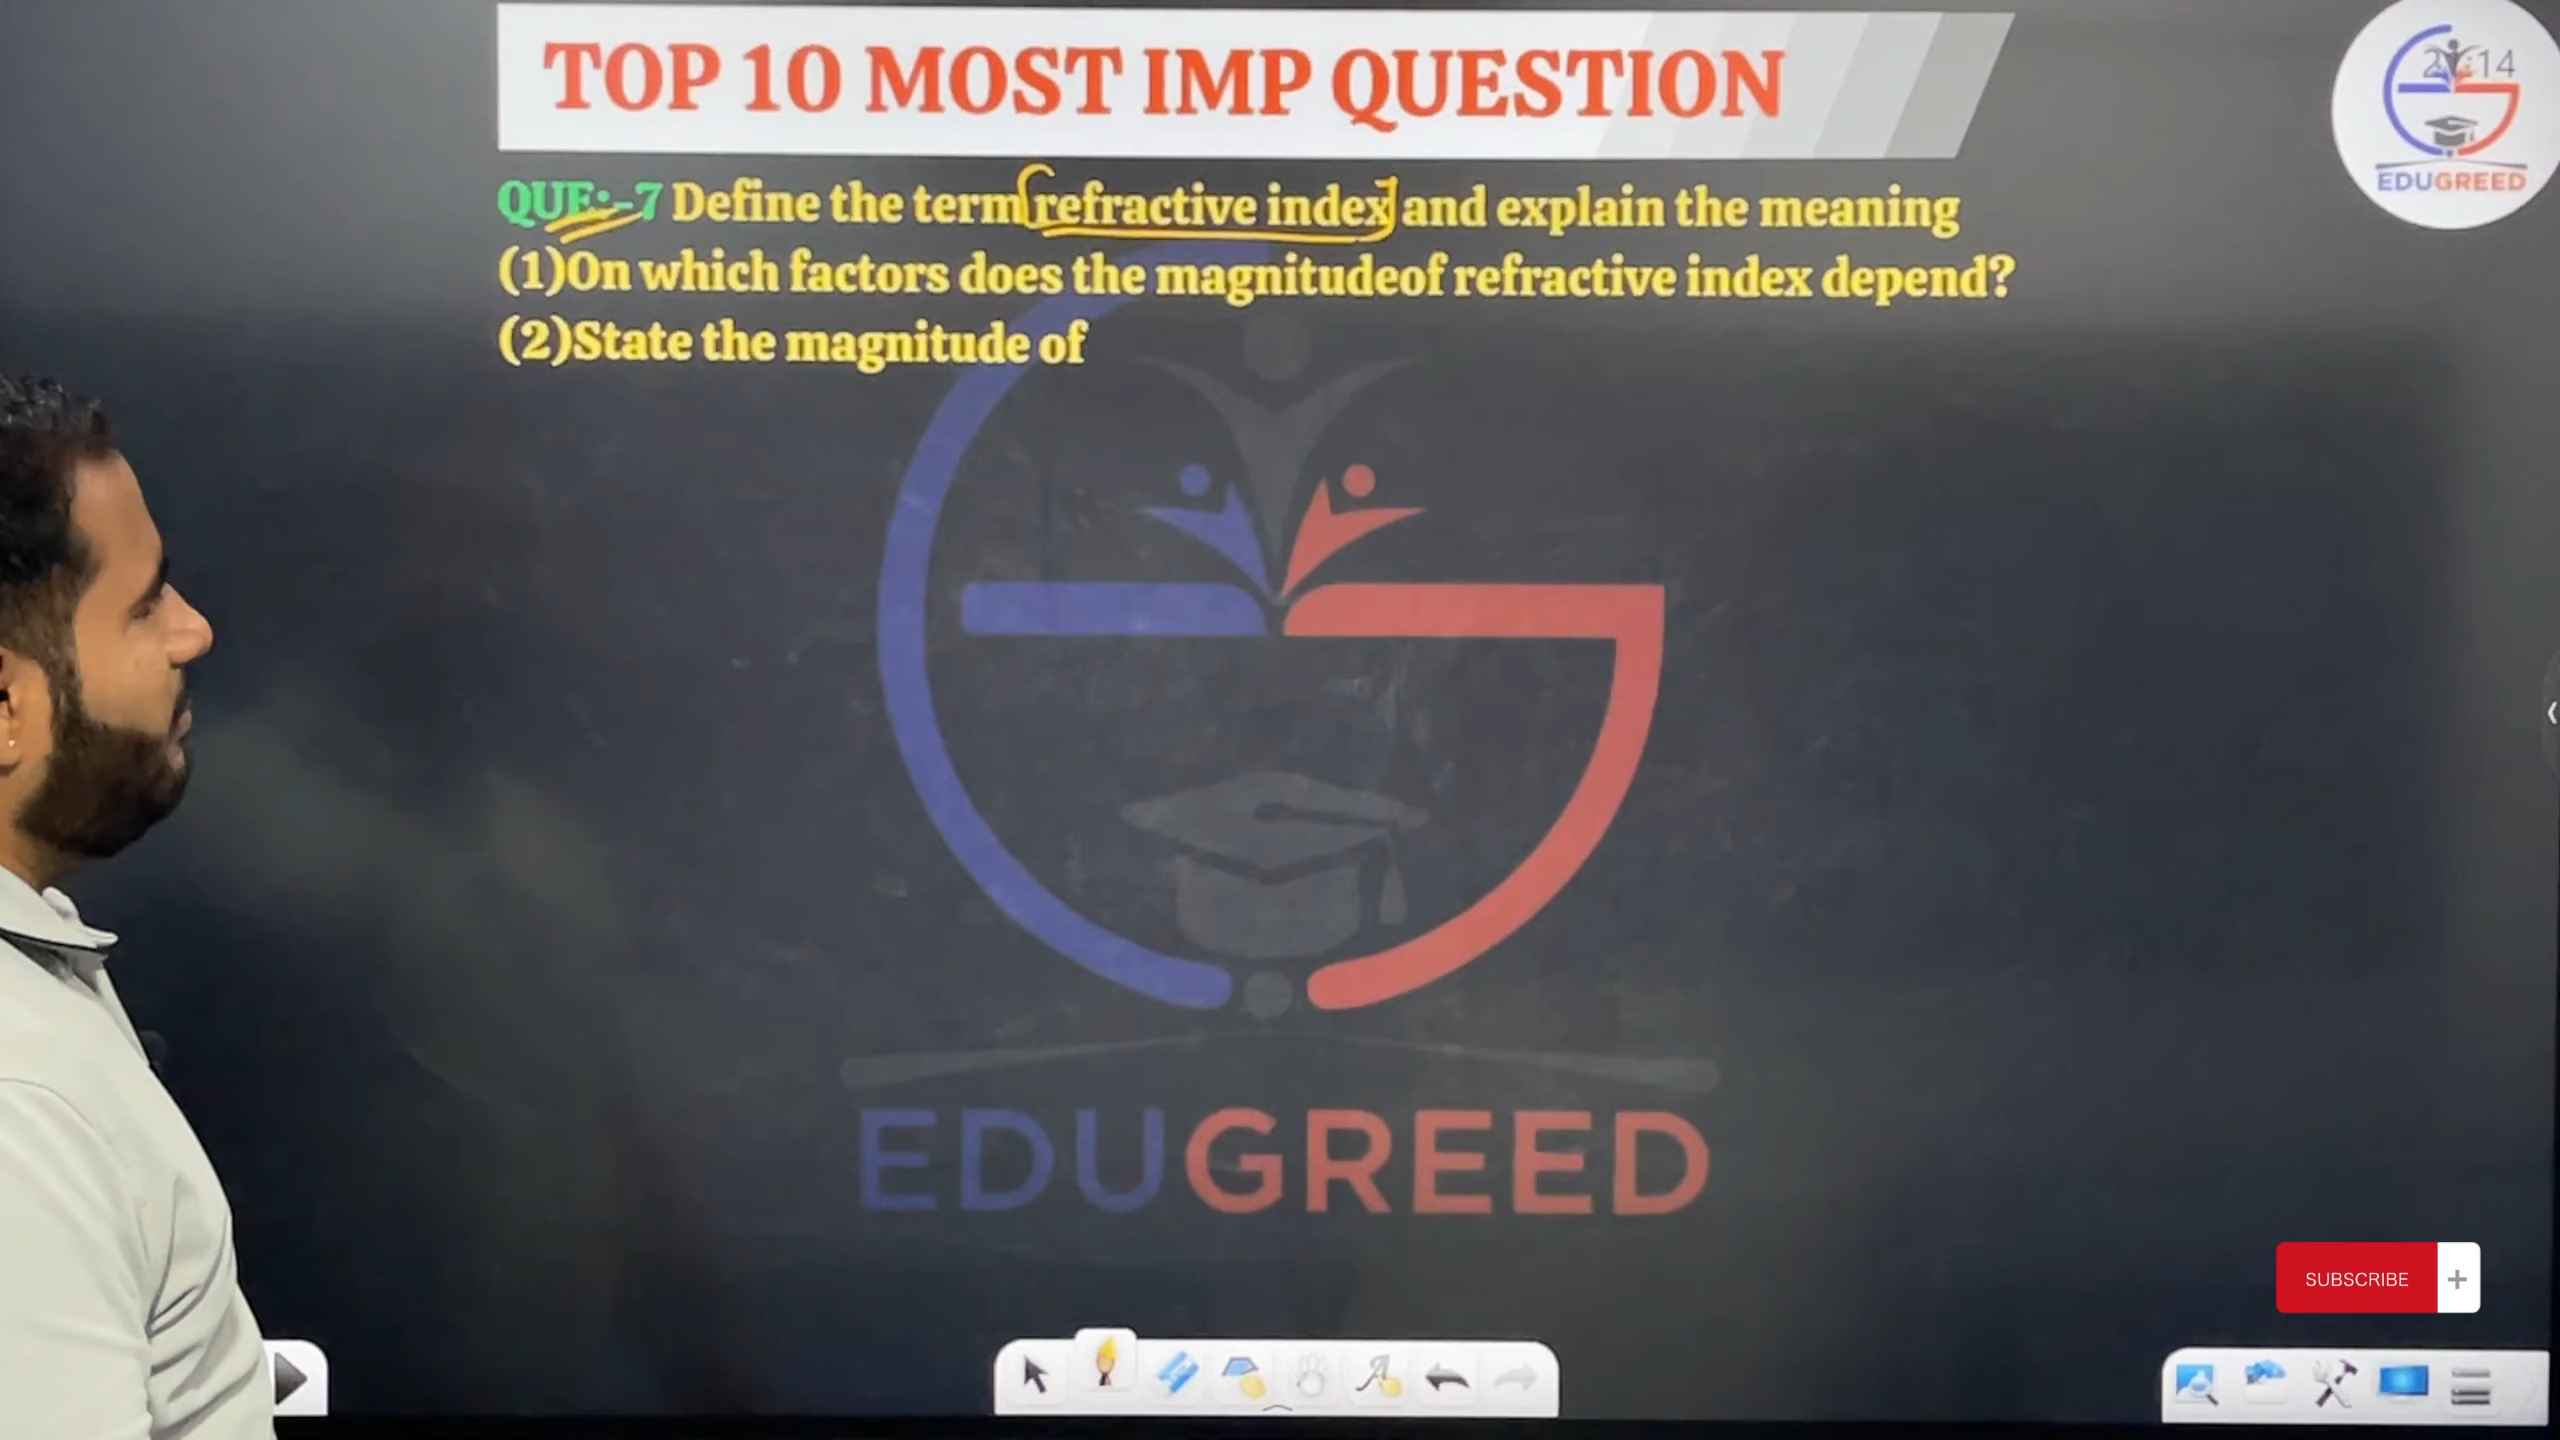 TOP 10 MOST IMP QUESTION
QUE:-7 Define the term refractive index and explain the meaning
(1)On which factors does the magnitudeof refractive index depend?
(2)State the magnitude of
EDUGREED
EDUGREED
SUBSCRIBE +